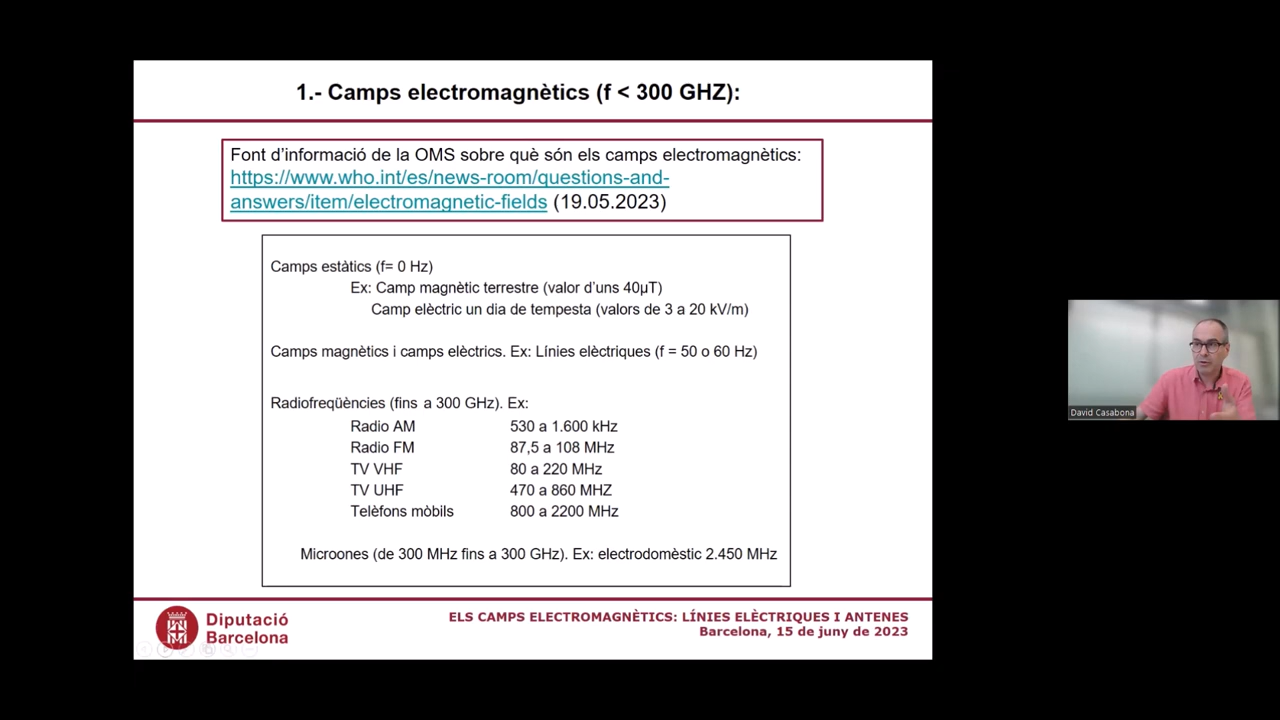 1.- Camps electromagnètics (f < 300 GHZ):
Font d'informació de la OMS sobre què són els camps electromagnètics:
https://www.who.int/es/news-room/questions-and-
answers/item/electromagnetic-fields (19.05.2023)
Camps estàtics (f= 0 Hz)
Ex: Camp magnètic terrestre (valor d'uns 40µT)
Camp elèctric un dia de tempesta (valors de 3 a 20 kV/m)
Camps magnètics i camps elèctrics. Ex: Línies elèctriques (f = 50 o 60 Hz)
Radiofreqüències (fins a 300 GHz). Ex:
Radio AM 530 a 1.600 kHz
Radio FM 87,5 a 108 MHz
TV VHF 80 a 220 MHz
TV UHF 470 a 860 MHZ
Telèfons mòbils 800 a 2200 MHz
Microones (de 300 MHz fins a 300 GHz). Ex: electrodomèstic 2.450 MHz
Diputació
Barcelona
ELS CAMPS ELECTROMAGNÈTICS: LÍNIES ELÈCTRIQUES I ANTENES
Barcelona, 15 de juny de 2023
David Casabona